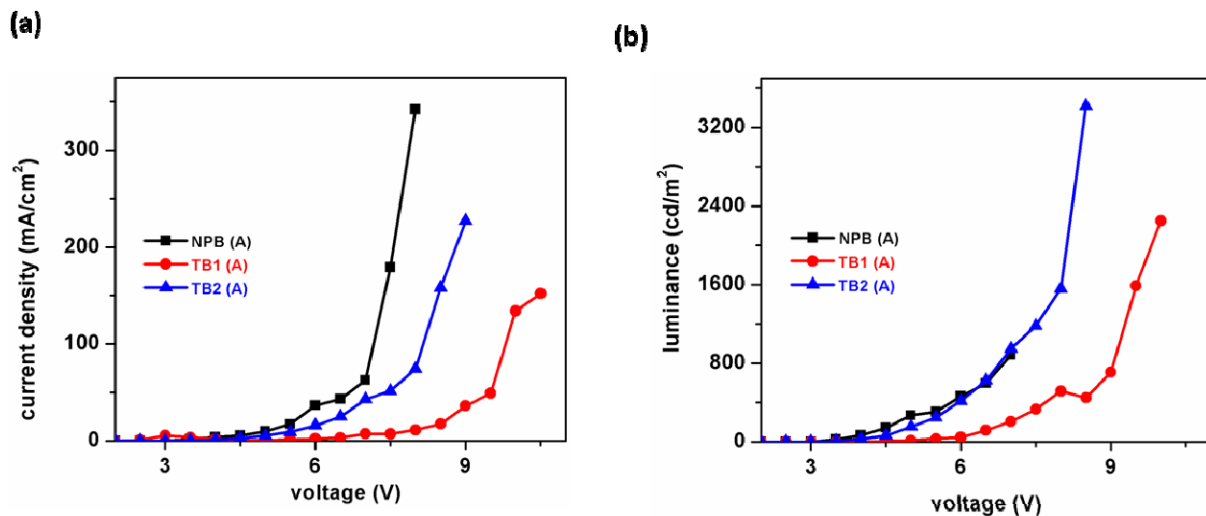 (a)
current density (mA/cm²)
300
200
100
0
NPB (A)
TB1 (A)
TB2 (A)
3
6
9
voltage (V)
(b)
luminance (cd/m²)
3200
2400
1600
800
0
NPB (A)
TB1 (A)
TB2 (A)
3
6
9
voltage (V)